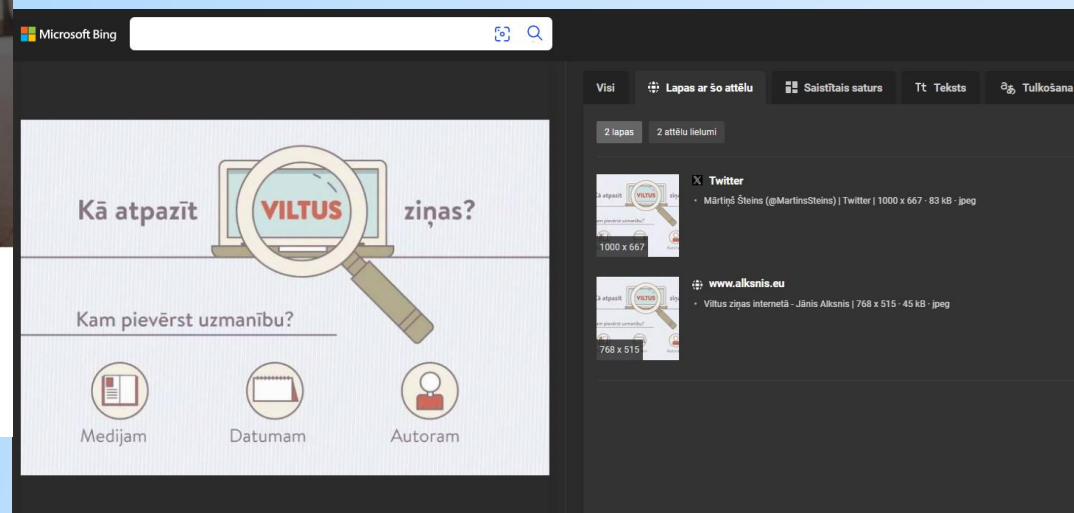 Microsoft Bing
Visi
Lapas ar šo attēlu
Saistītais saturs
Tt Teksts
Tulkošana
2 lapas
2 attēlu lielumi
Kā atpazīt VILTUS ziņas?
Kam pievērst uzmanību?
Medijam
Datumam
Autoram
Twitter
Mārtiņš Šteins (@MartinsSteins) | Twitter | 1000 x 667 · 83 kB · jpeg
1000 x 667
www.alksnis.eu
Viltus ziņas internetā - Jānis Alksnis | 768 x 515 · 45 kB · jpeg
768 x 515